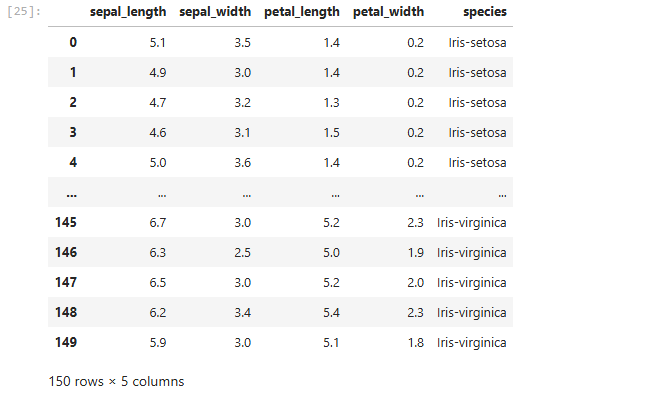 [25]:
sepal_length sepal_width petal_length petal_width species
0 5.1 3.5 1.4 0.2 Iris-setosa
1 4.9 3.0 1.4 0.2 Iris-setosa
2 4.7 3.2 1.3 0.2 Iris-setosa
3 4.6 3.1 1.5 0.2 Iris-setosa
4 5.0 3.6 1.4 0.2 Iris-setosa
... ... ... ... ... ...
145 6.7 3.0 5.2 2.3 Iris-virginica
146 6.3 2.5 5.0 1.9 Iris-virginica
147 6.5 3.0 5.2 2.0 Iris-virginica
148 6.2 3.4 5.4 2.3 Iris-virginica
149 5.9 3.0 5.1 1.8 Iris-virginica
150 rows × 5 columns